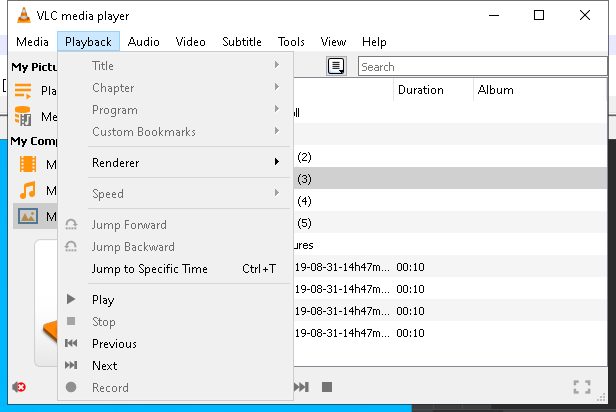 VLC media player
Media Playback Audio Video Subtitle Tools View Help
My Pictu
Pla
Me
My Comp
M
M
M
Title
Chapter
Program
Custom Bookmarks
Renderer
Speed
Jump Forward
Jump Backward
Jump to Specific Time Ctrl+T
Play
Stop
Previous
Next
Record
Search
Duration Album
ll
(2)
(3)
(4)
(5)
ures
19-08-31-14h47m... 00:10
19-08-31-14h47m... 00:10
19-08-31-14h47m... 00:10
19-08-31-14h47m... 00:10